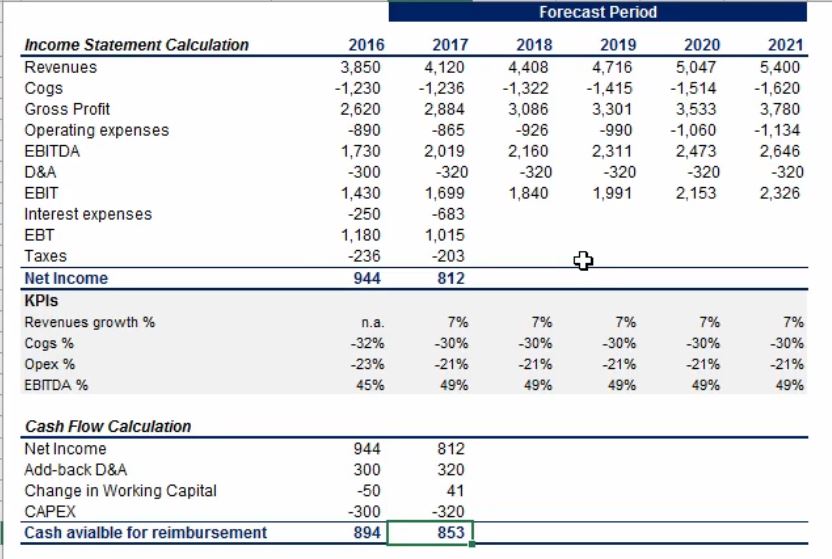 Forecast Period
Income Statement Calculation 2016 2017 2018 2019 2020 2021
Revenues 3,850 4,120 4,408 4,716 5,047 5,400
Cogs -1,230 -1,236 -1,322 -1,415 -1,514 -1,620
Gross Profit 2,620 2,884 3,086 3,301 3,533 3,780
Operating expenses -890 -865 -926 -990 -1,060 -1,134
EBITDA 1,730 2,019 2,160 2,311 2,473 2,646
D&A -300 -320 -320 -320 -320 -320
EBIT 1,430 1,699 1,840 1,991 2,153 2,326
Interest expenses -250 -683
EBT 1,180 1,015
Taxes -236 -203
Net Income 944 812
KPIs
Revenues growth % n.a. 7% 7% 7% 7% 7%
Cogs % -32% -30% -30% -30% -30% -30%
Opex % -23% -21% -21% -21% -21% -21%
EBITDA % 45% 49% 49% 49% 49% 49%
Cash Flow Calculation
Net Income 944 812
Add-back D&A 300 320
Change in Working Capital -50 41
CAPEX -300 -320
Cash avialble for reimbursement 894 853